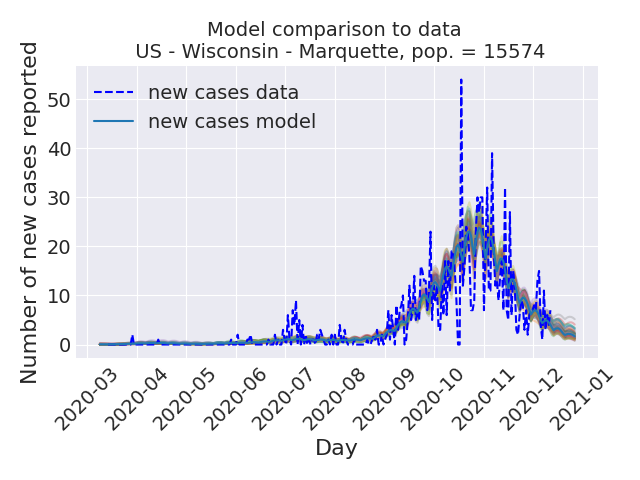 Model comparison to data
US - Wisconsin - Marquette, pop. = 15574
Number of new cases reported
50
40
30
20
10
0
new cases data
new cases model
2020-03
2020-04
2020-05
2020-06
2020-07
2020-08
2020-09
2020-10
2020-11
2020-12
2021-01
Day